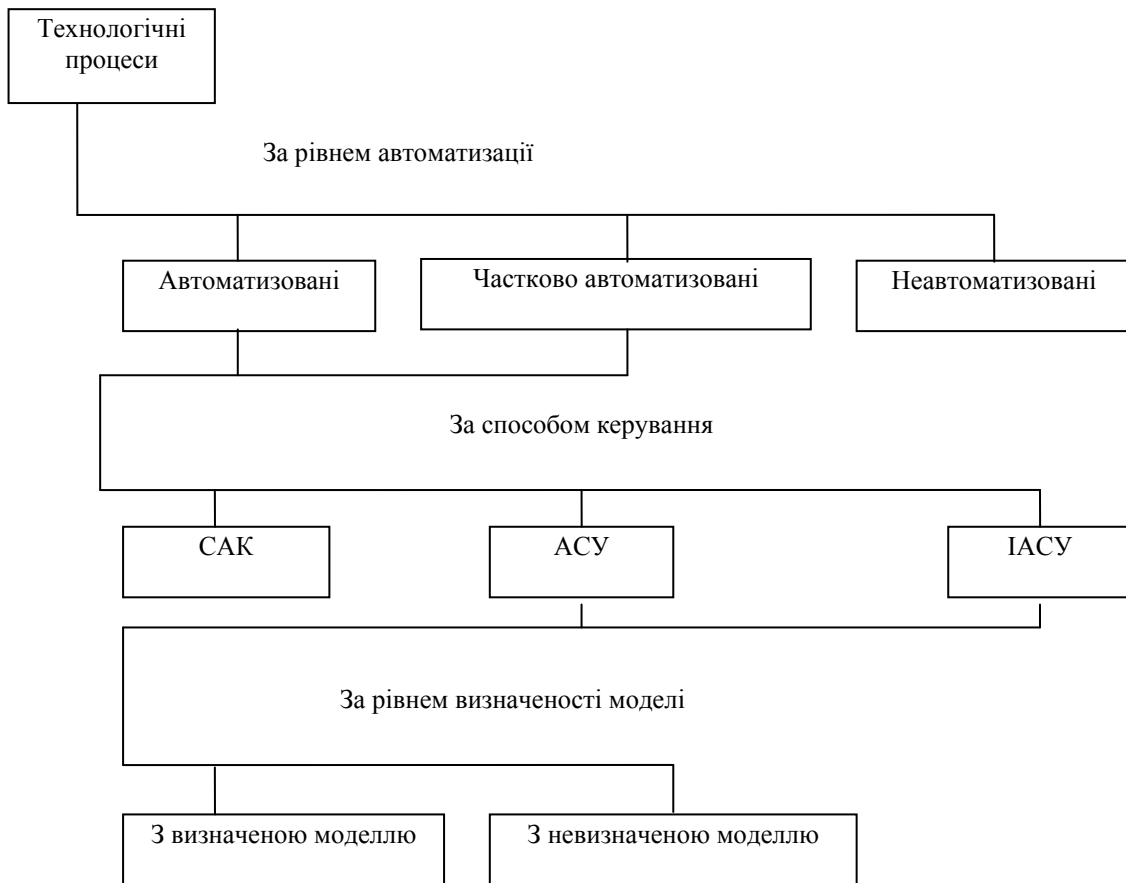 Технологічні
процеси
За рівнем автоматизації
Автоматизовані
Частково автоматизовані
Неавтоматизовані
За способом керування
САК
АСУ
ІАСУ
За рівнем визначеності моделі
З визначеною моделлю
З невизначеною моделлю